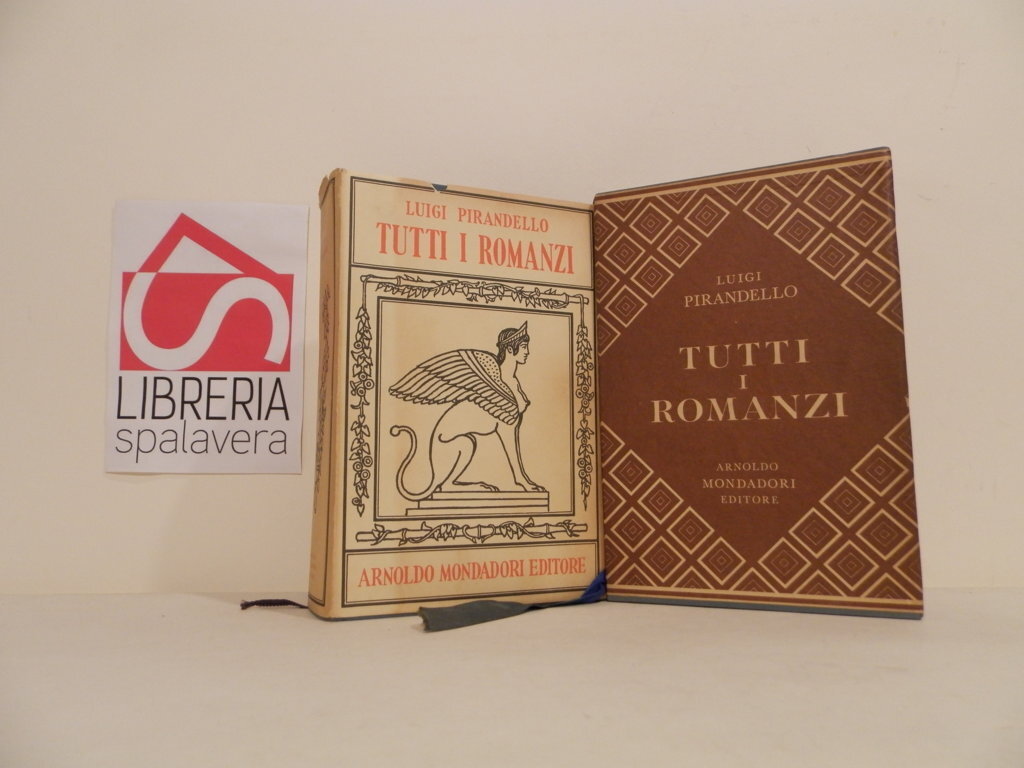 LIBRERIA
spalavera
LUIGI PIRANDELLO
TUTTI I ROMANZI
ARNOLDO MONDADORI EDITORE
LUIGI
PIRANDELLO
TUTTI
I
ROMANZI
ARNOLDO
MONDADORI
EDITORE